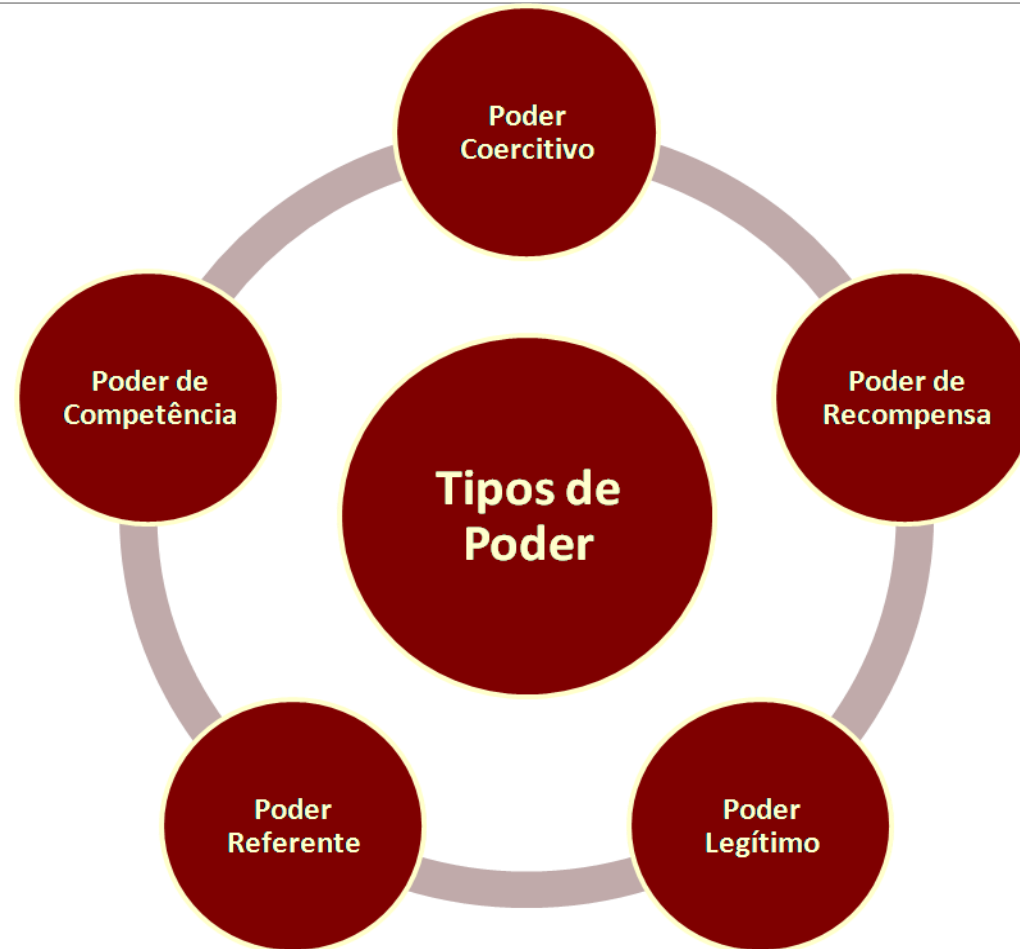 Poder
Coercitivo
Poder de
Recompensa
Poder
Legítimo
Poder
Referente
Poder de
Competência
Tipos de
Poder